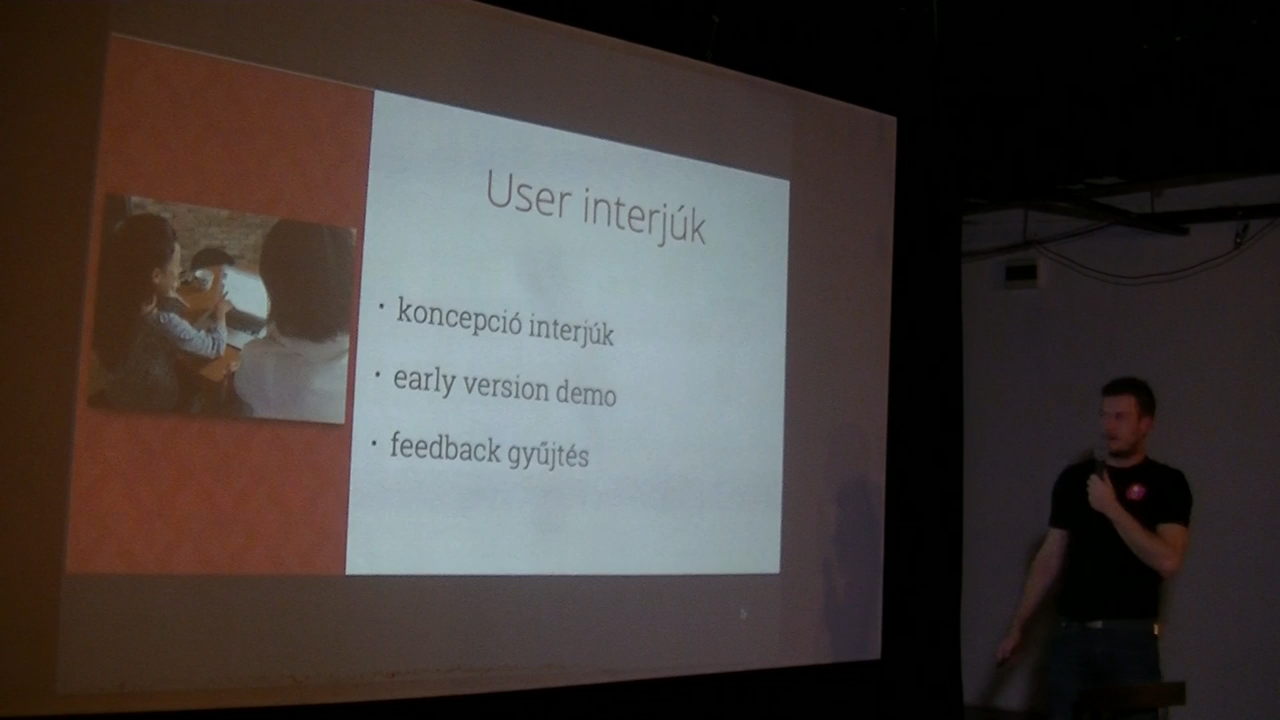 User interjúk
· koncepció interjúk
· early version demo
· feedback gyűjtés